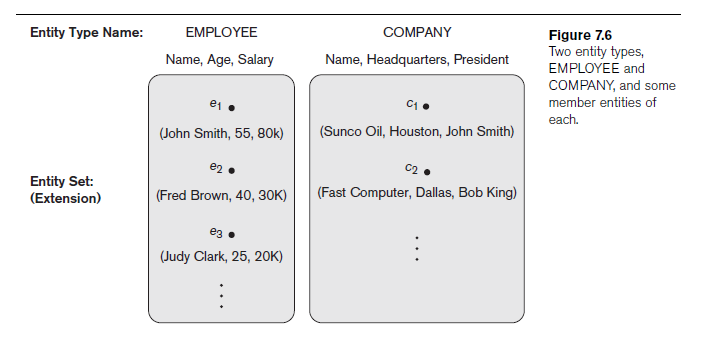 Entity Type Name: EMPLOYEE COMPANY
Name, Age, Salary Name, Headquarters, President
e1 c1
(John Smith, 55, 80k) (Sunco Oil, Houston, John Smith)
e2 c2
(Fred Brown, 40, 30K) (Fast Computer, Dallas, Bob King)
e3
(Judy Clark, 25, 20K)
Entity Set:
(Extension)
Figure 7.6
Two entity types,
EMPLOYEE and
COMPANY, and some
member entities of
each.